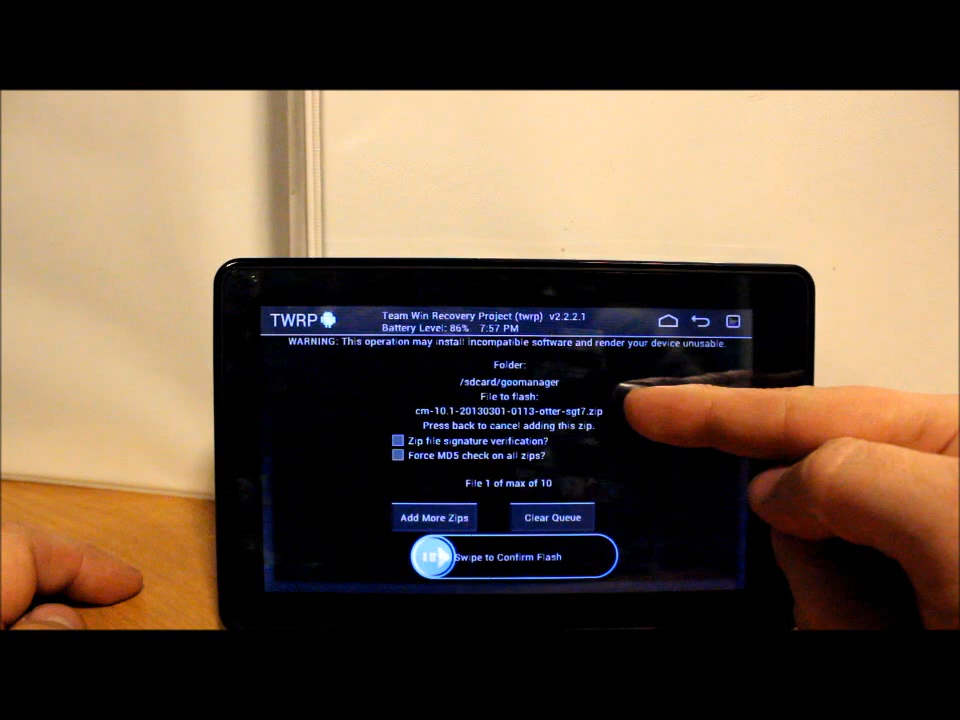 TWRP
Team Win Recovery Project (twrp) v2.2.2.1
Battery Level: 86% 7:57 PM
WARNING: This operation may install incompatible software and render your device unusable.
Folder:
/sdcard/goomanager
File to flash:
cm-10.1-20130301-0113-otter-sgt7.zip
Press back to cancel adding this zip.
Zip file signature verification?
Force MD5 check on all zips?
File 1 of max of 10
Add More Zips
Clear Queue
Swipe to Confirm Flash